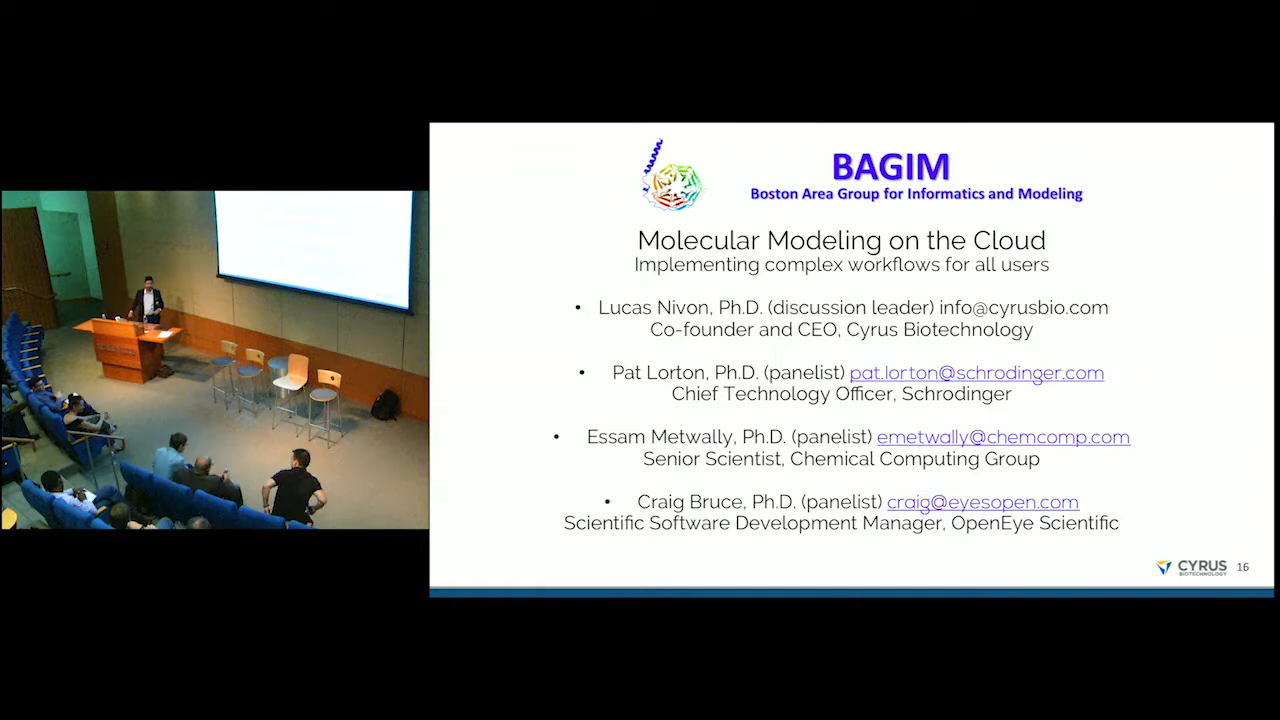 BAGIM
Boston Area Group for Informatics and Modeling
Molecular Modeling on the Cloud
Implementing complex workflows for all users
• Lucas Nivon, Ph.D. (discussion leader) info@cyrusbio.com
Co-founder and CEO, Cyrus Biotechnology
• Pat Lorton, Ph.D. (panelist) pat.lorton@schrodinger.com
Chief Technology Officer, Schrodinger
• Essam Metwally, Ph.D. (panelist) emetwally@chemcomp.com
Senior Scientist, Chemical Computing Group
• Craig Bruce, Ph.D. (panelist) craig@eyesopen.com
Scientific Software Development Manager, OpenEye Scientific
CYRUS
BIOTECHNOLOGY
16